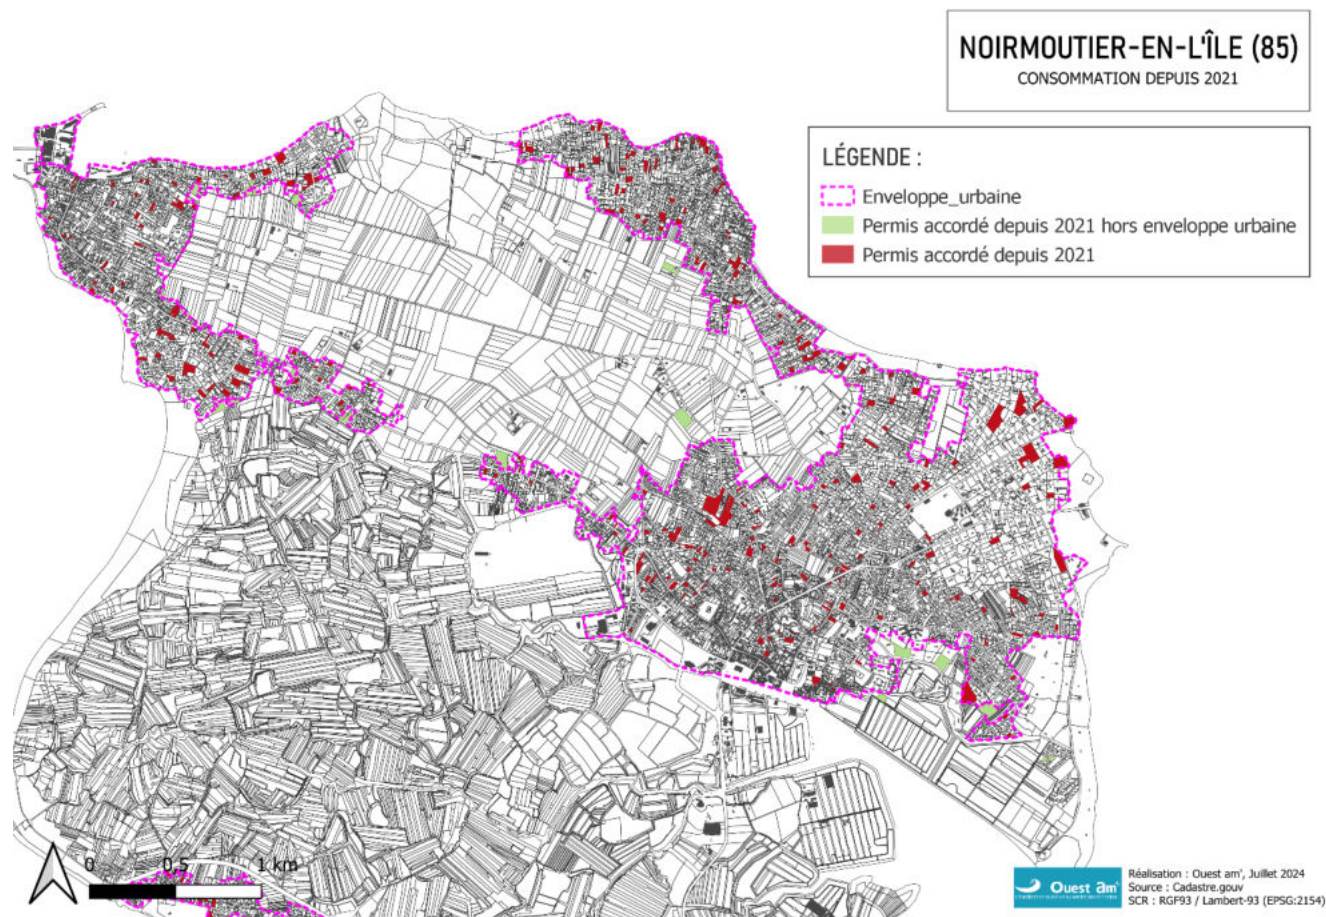 NOIRMOUTIER-EN-L'ÎLE (85)
CONSOMMATION DEPUIS 2021
LÉGENDE :
Enveloppe_urbaine
Permis accordé depuis 2021 hors enveloppe urbaine
Permis accordé depuis 2021
0 0,5 1 km
Ouest am'
Réalisation : Ouest am', Juillet 2024
Source : Cadastre.gouv
SCR : RGF93 / Lambert-93 (EPSG:2154)